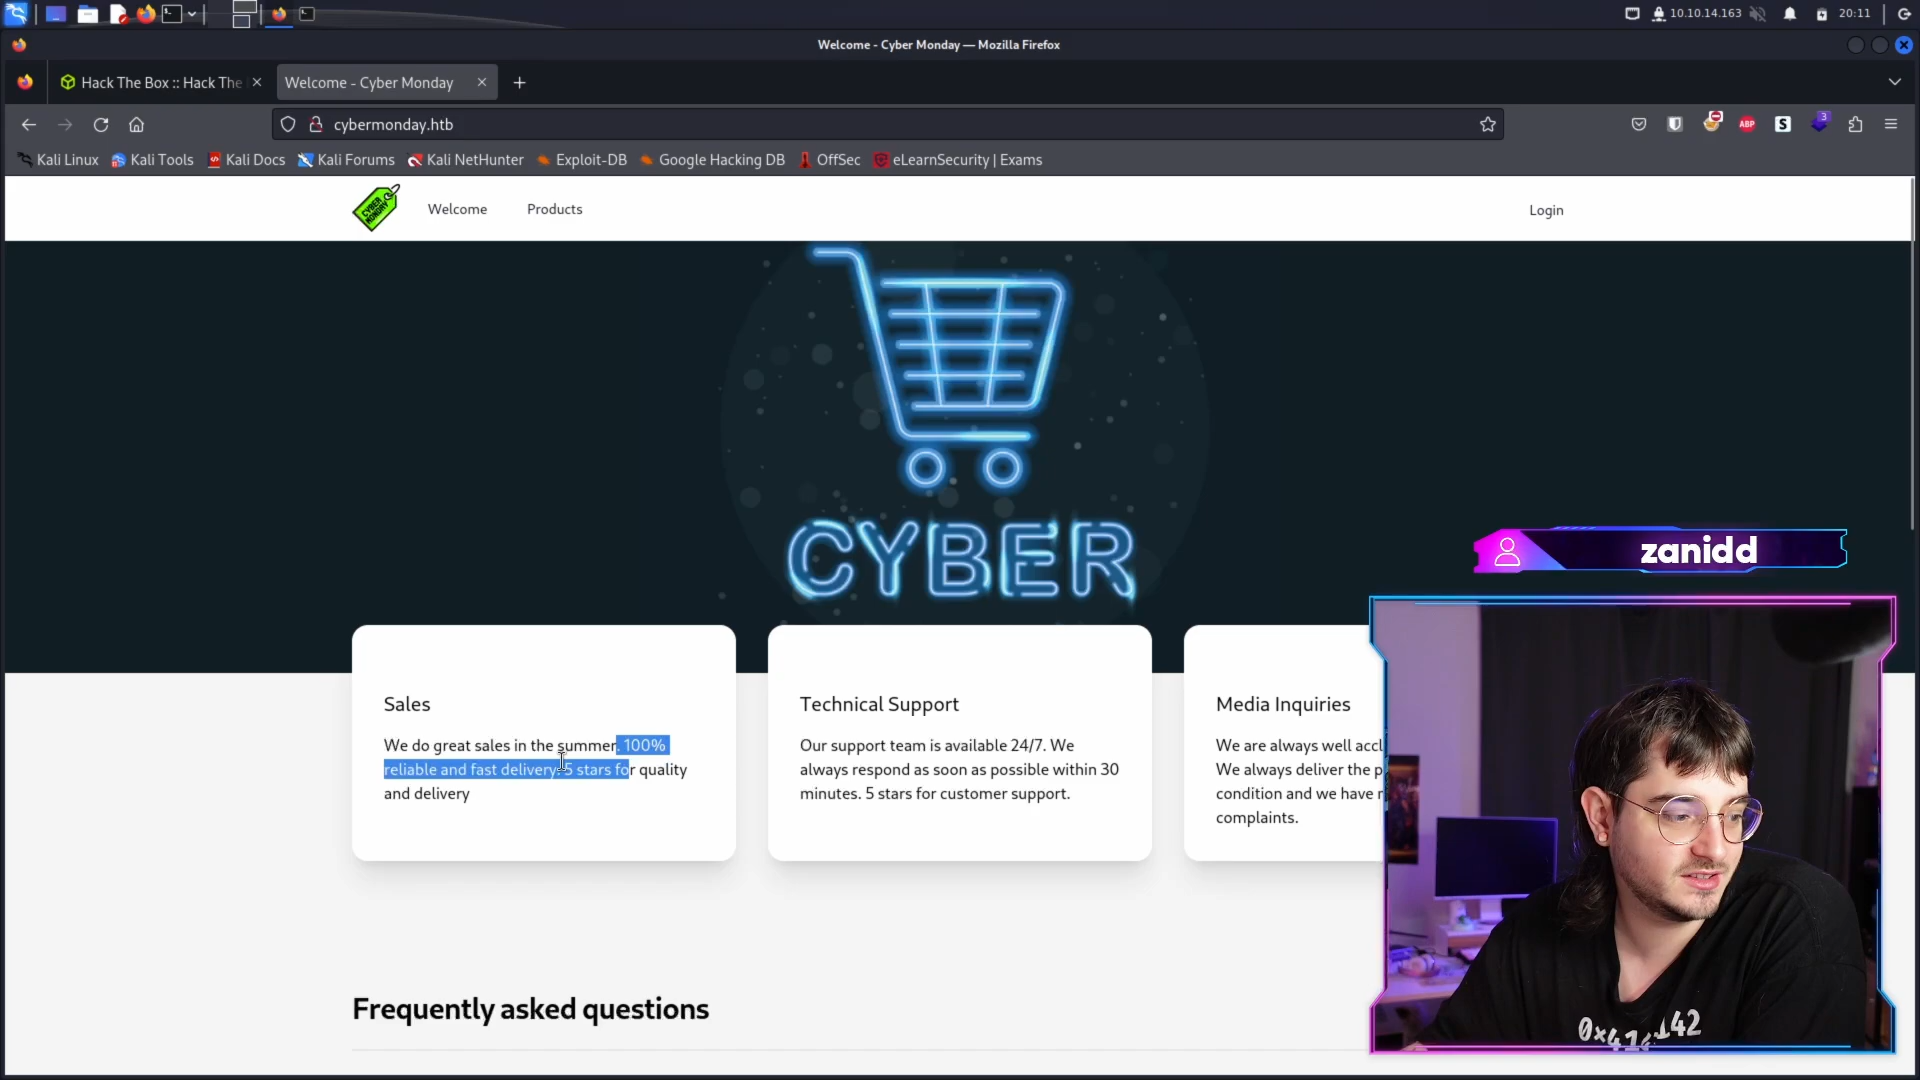 10.10.14.163
20:11
Welcome - Cyber Monday — Mozilla Firefox
Hack The Box :: Hack The
Welcome - Cyber Monday
cybermonday.htb
ABP
S
3
Kali Linux
Kali Tools
Kali Docs
Kali Forums
Kali NetHunter
Exploit-DB
Google Hacking DB
OffSec
eLearnSecurity | Exams
CYBER
MONDAY
Welcome
Products
Login
CYBER
zanidd
Sales
We do great sales in the summer. 100%
reliable and fast delivery. 5 stars for quality
and delivery
Technical Support
Our support team is available 24/7. We
always respond as soon as possible within 30
minutes. 5 stars for customer support.
Media Inquiries
We are always well
We always deliver the
condition and we have
complaints.
Frequently asked questions